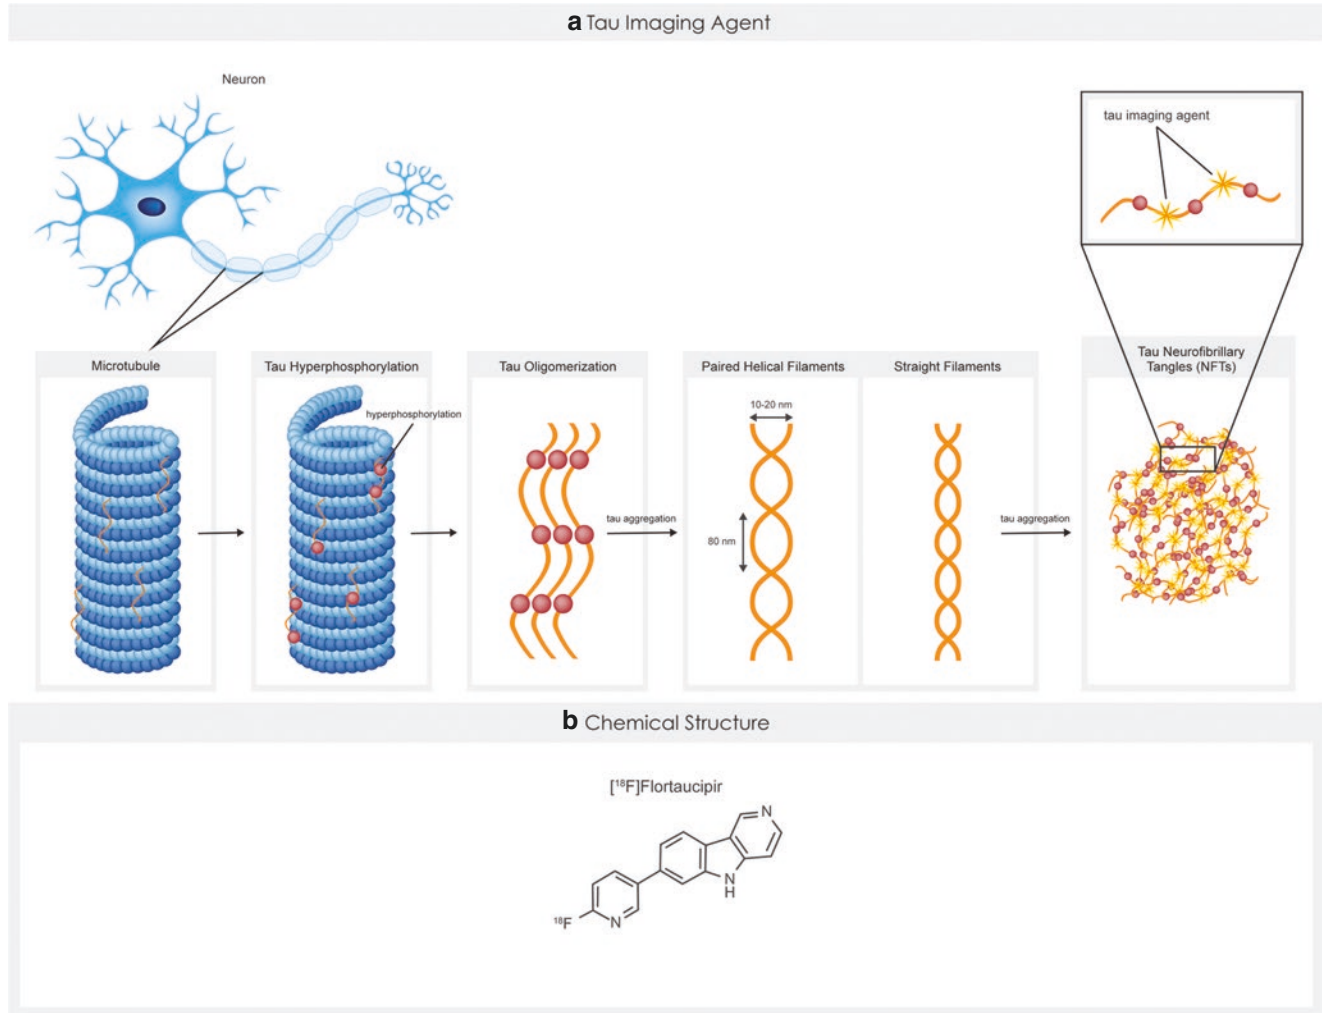 a Tau Imaging Agent
Neuron
tau imaging agent
Microtubule
Tau Hyperphosphorylation
hyperphosphorylation
Tau Oligomerization
tau aggregation
Paired Helical Filaments
10-20 nm
80 nm
Straight Filaments
tau aggregation
Tau Neurofibrillary
Tangles (NFTs)
b Chemical Structure
[¹⁸F]Flortaucipir
N
N
H
N
¹⁸F